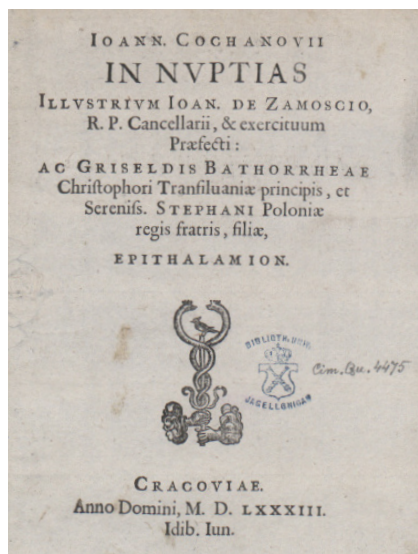 IOANN. COCHANOVII
IN NVPTIAS
ILLVSTRIVM IOAN. DE ZAMOSCIO,
R. P. Cancellarii, & exercituum
Præfecti:
AC GRISELDIS BATHORRHEAE
Chriſtophori Tranſiluaniæ principis, et
Sereniſs. STEPHANI Poloniæ
regis fratris, filiæ,
EPITHALAMION.
BIBLIOTH. UNIV.
JAGELLONICAE
Cim. Qu. 4475
CRACOVIAE.
Anno Domini, M. D. LXXXIII.
Idib. Iun.